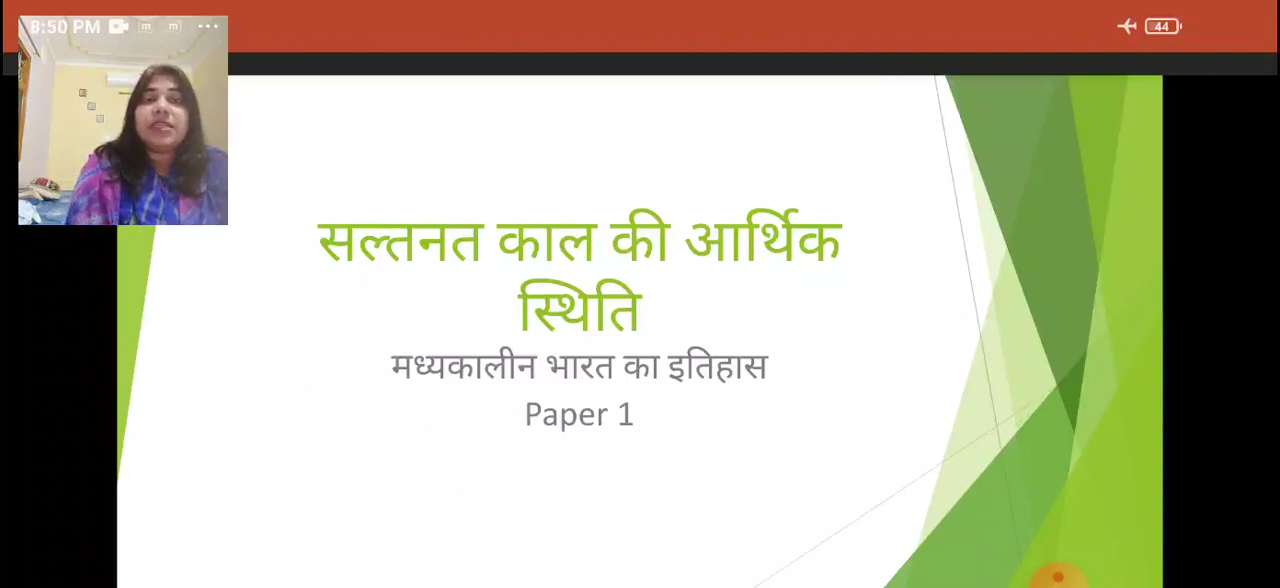 8:50 PM
44
सल्तनत काल की आर्थिक
स्थिति
मध्यकालीन भारत का इतिहास
Paper 1